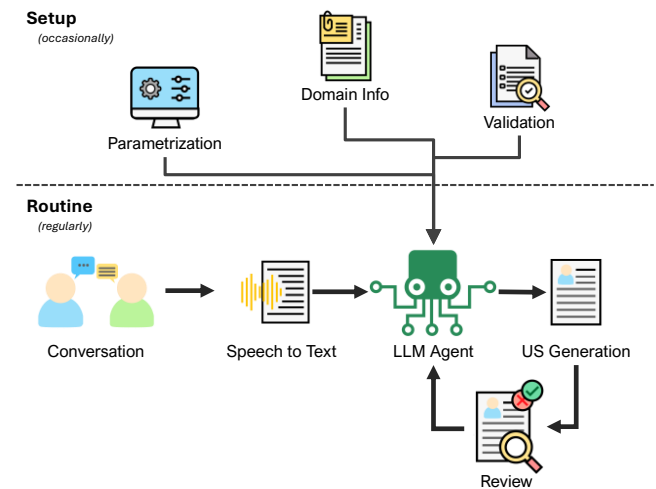 Setup
(occasionally)
Domain Info
Validation
Parametrization
Routine
(regularly)
Conversation
Speech to Text
LLM Agent
US Generation
Review